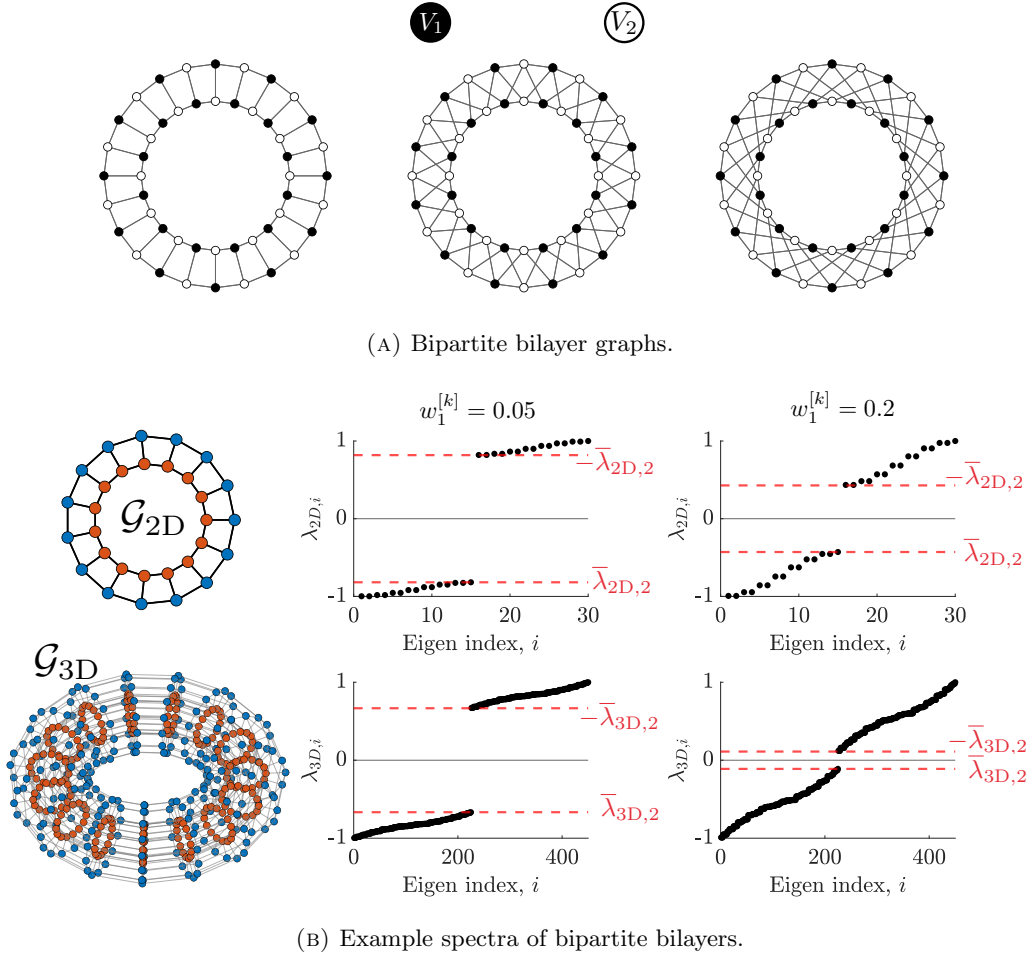 V₁ V₂
(A) Bipartite bilayer graphs.
w₁^[k] = 0.05
w₁^[k] = 0.2
𝒢₂D
λ₂D,ᵢ
1
0
-1
−λ̄₂D,₂
λ̄₂D,₂
0 10 20 30
Eigen index, i
λ₂D,ᵢ
1
0
-1
−λ̄₂D,₂
λ̄₂D,₂
0 10 20 30
Eigen index, i
𝒢₃D
λ₃D,ᵢ
1
0
-1
−λ̄₃D,₂
λ̄₃D,₂
0 200 400
Eigen index, i
λ₃D,ᵢ
1
0
-1
−λ̄₃D,₂
λ̄₃D,₂
0 200 400
Eigen index, i
(B) Example spectra of bipartite bilayers.